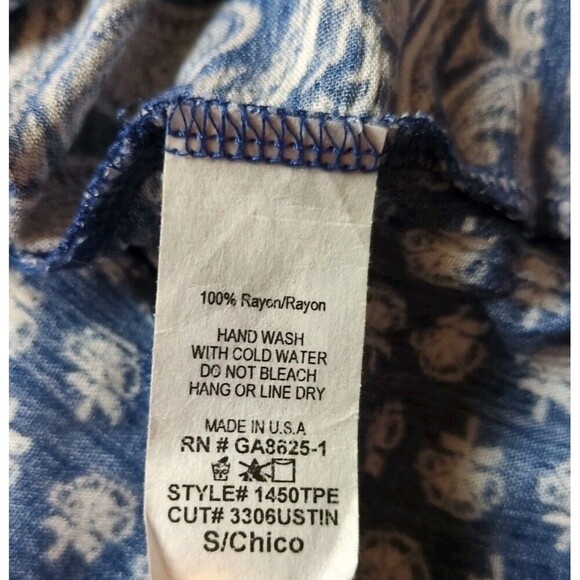 100% Rayon/Rayon
HAND WASH
WITH COLD WATER
DO NOT BLEACH
HANG OR LINE DRY
MADE IN U.S.A
RN # GA8625-1
STYLE# 1450TPE
CUT# 3306USTIN
S/Chico